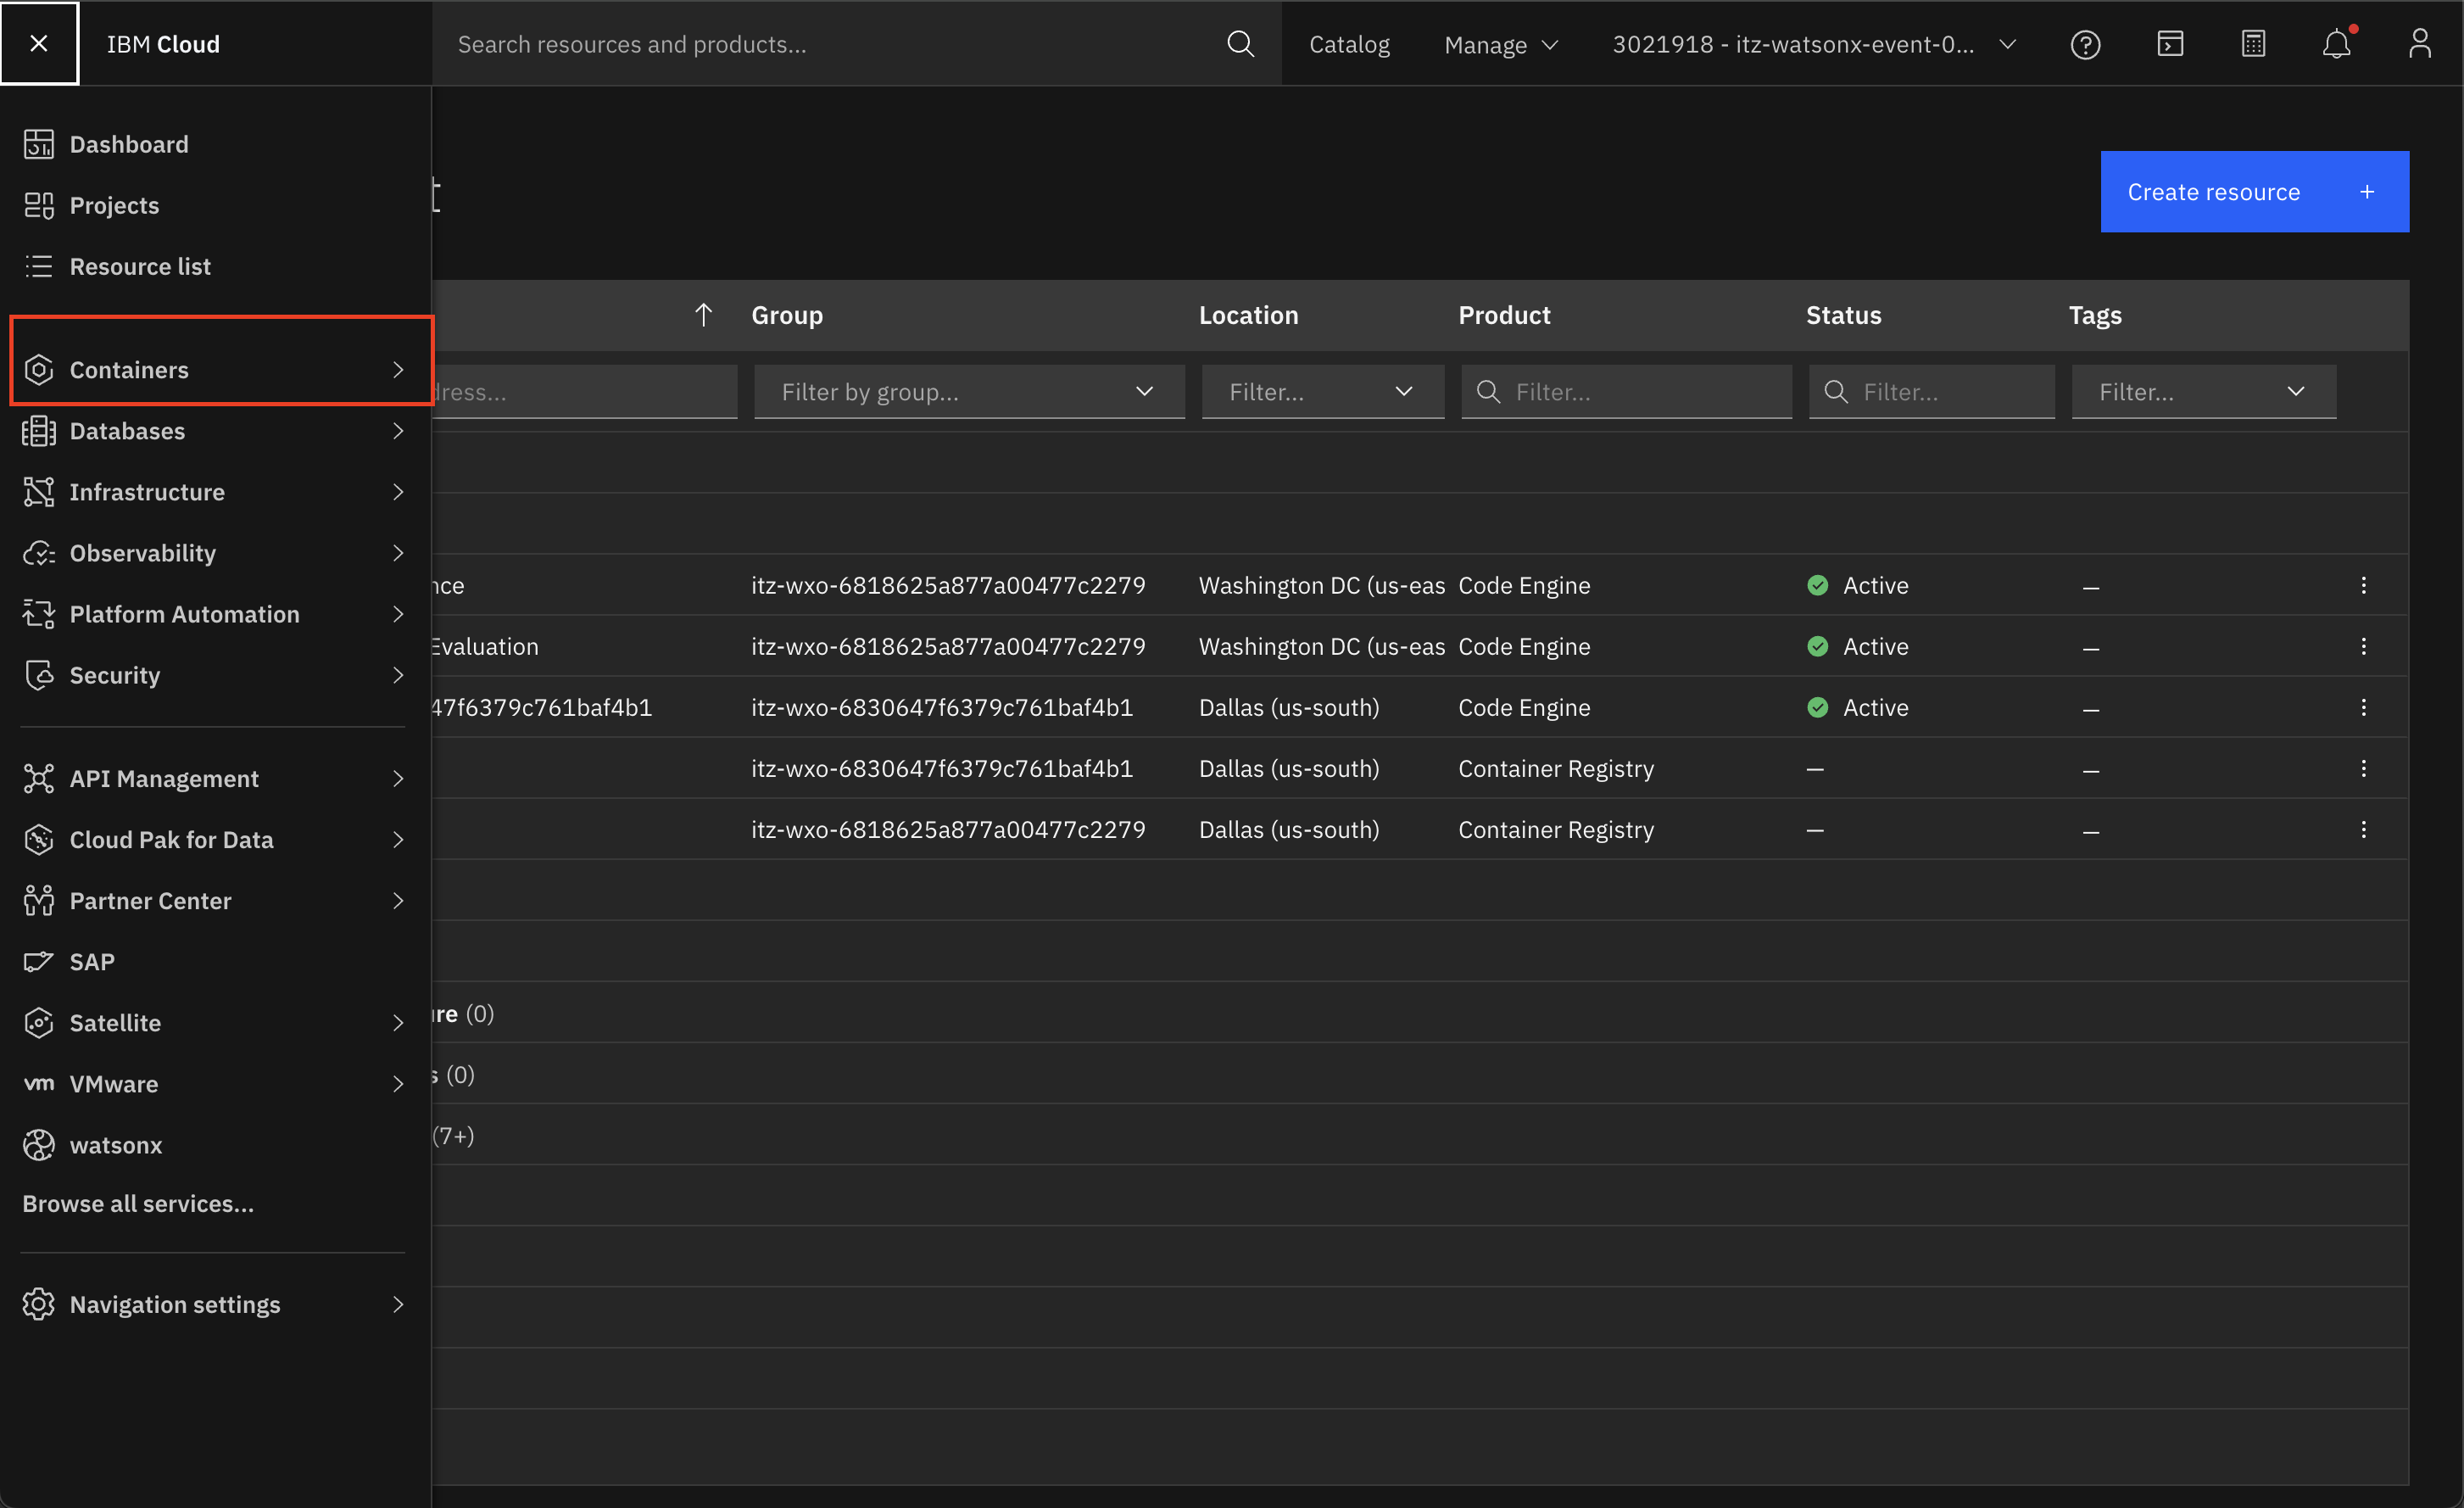 IBM Cloud
Search resources and products...
Catalog
Manage
3021918 - itz-watsonx-event-0...
Dashboard
Projects
Resource list
Containers
Databases
Infrastructure
Observability
Platform Automation
Security
API Management
Cloud Pak for Data
Partner Center
SAP
Satellite
vm VMware
watsonx
Browse all services...
Navigation settings
t
Create resource +
Group Location Product Status Tags
dress... Filter by group... Filter... Filter... Filter... Filter...
nce itz-wxo-6818625a877a00477c2279 Washington DC (us-eas Code Engine Active –
Evaluation itz-wxo-6818625a877a00477c2279 Washington DC (us-eas Code Engine Active –
47f6379c761baf4b1 itz-wxo-6830647f6379c761baf4b1 Dallas (us-south) Code Engine Active –
itz-wxo-6830647f6379c761baf4b1 Dallas (us-south) Container Registry – –
itz-wxo-6818625a877a00477c2279 Dallas (us-south) Container Registry – –
ure (0)
s (0)
(7+)